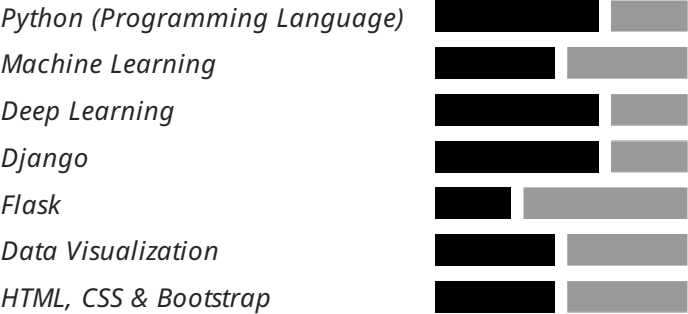 Python (Programming Language)
Machine Learning
Deep Learning
Django
Flask
Data Visualization
HTML, CSS & Bootstrap